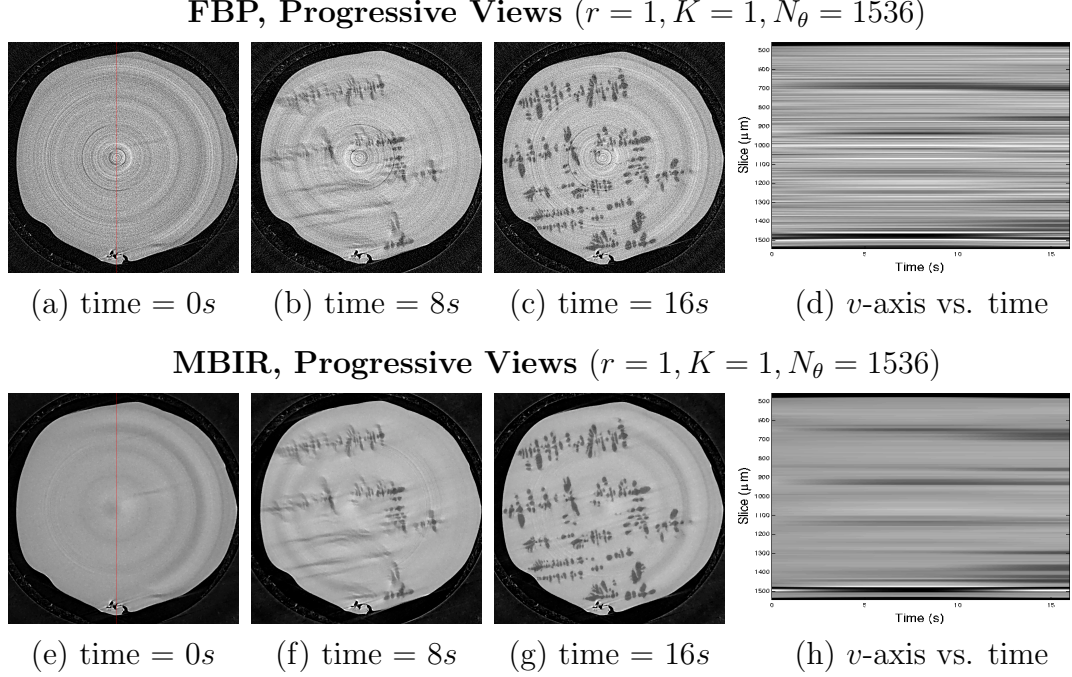 FBP, Progressive Views (r = 1, K = 1, N_θ = 1536)
500
600
700
800
900
1000
1100
1200
1300
1400
1500
Slice (μ m)
0
5
10
15
Time (s)
(a) time = 0s
(b) time = 8s
(c) time = 16s
(d) v-axis vs. time
MBIR, Progressive Views (r = 1, K = 1, N_θ = 1536)
500
600
700
800
900
1000
1100
1200
1300
1400
1500
Slice (μ m)
0
5
10
15
Time (s)
(e) time = 0s
(f) time = 8s
(g) time = 16s
(h) v-axis vs. time